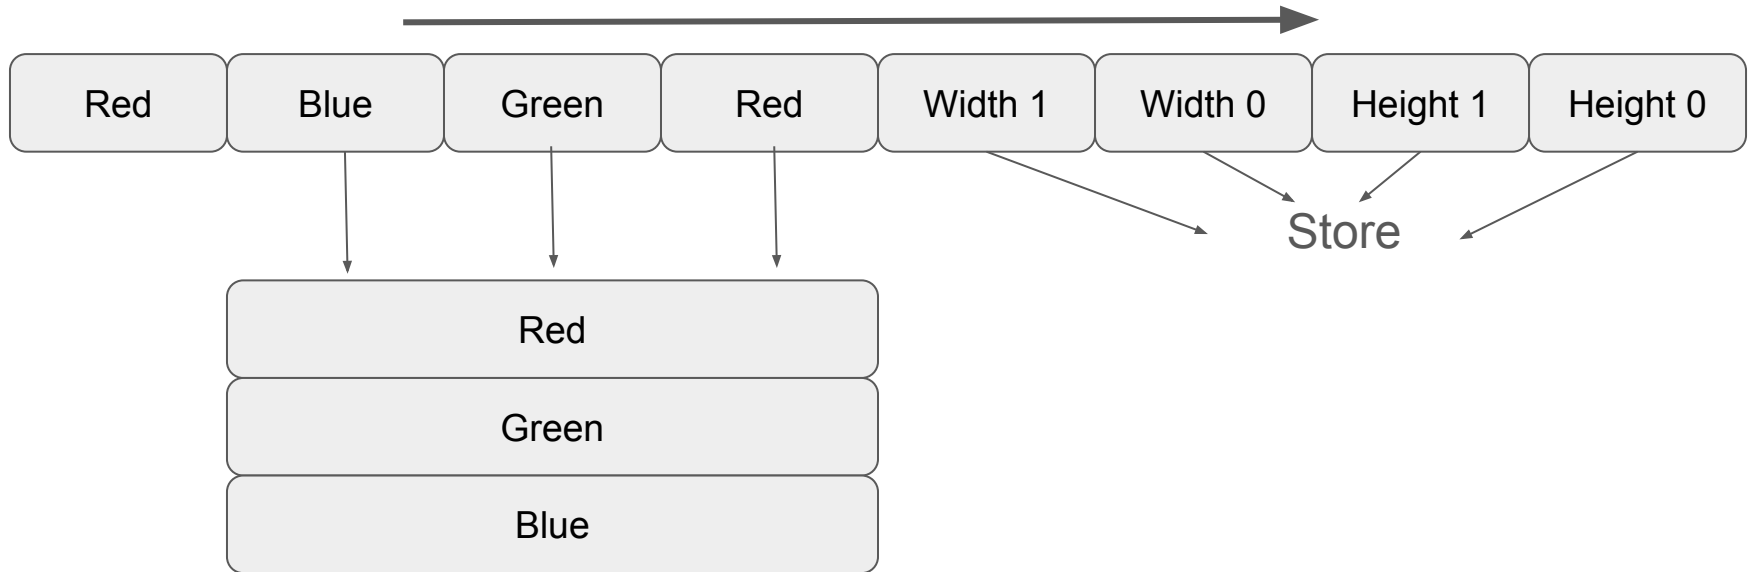 Red Blue Green Red Width 1 Width 0 Height 1 Height 0
Store
Red
Green
Blue